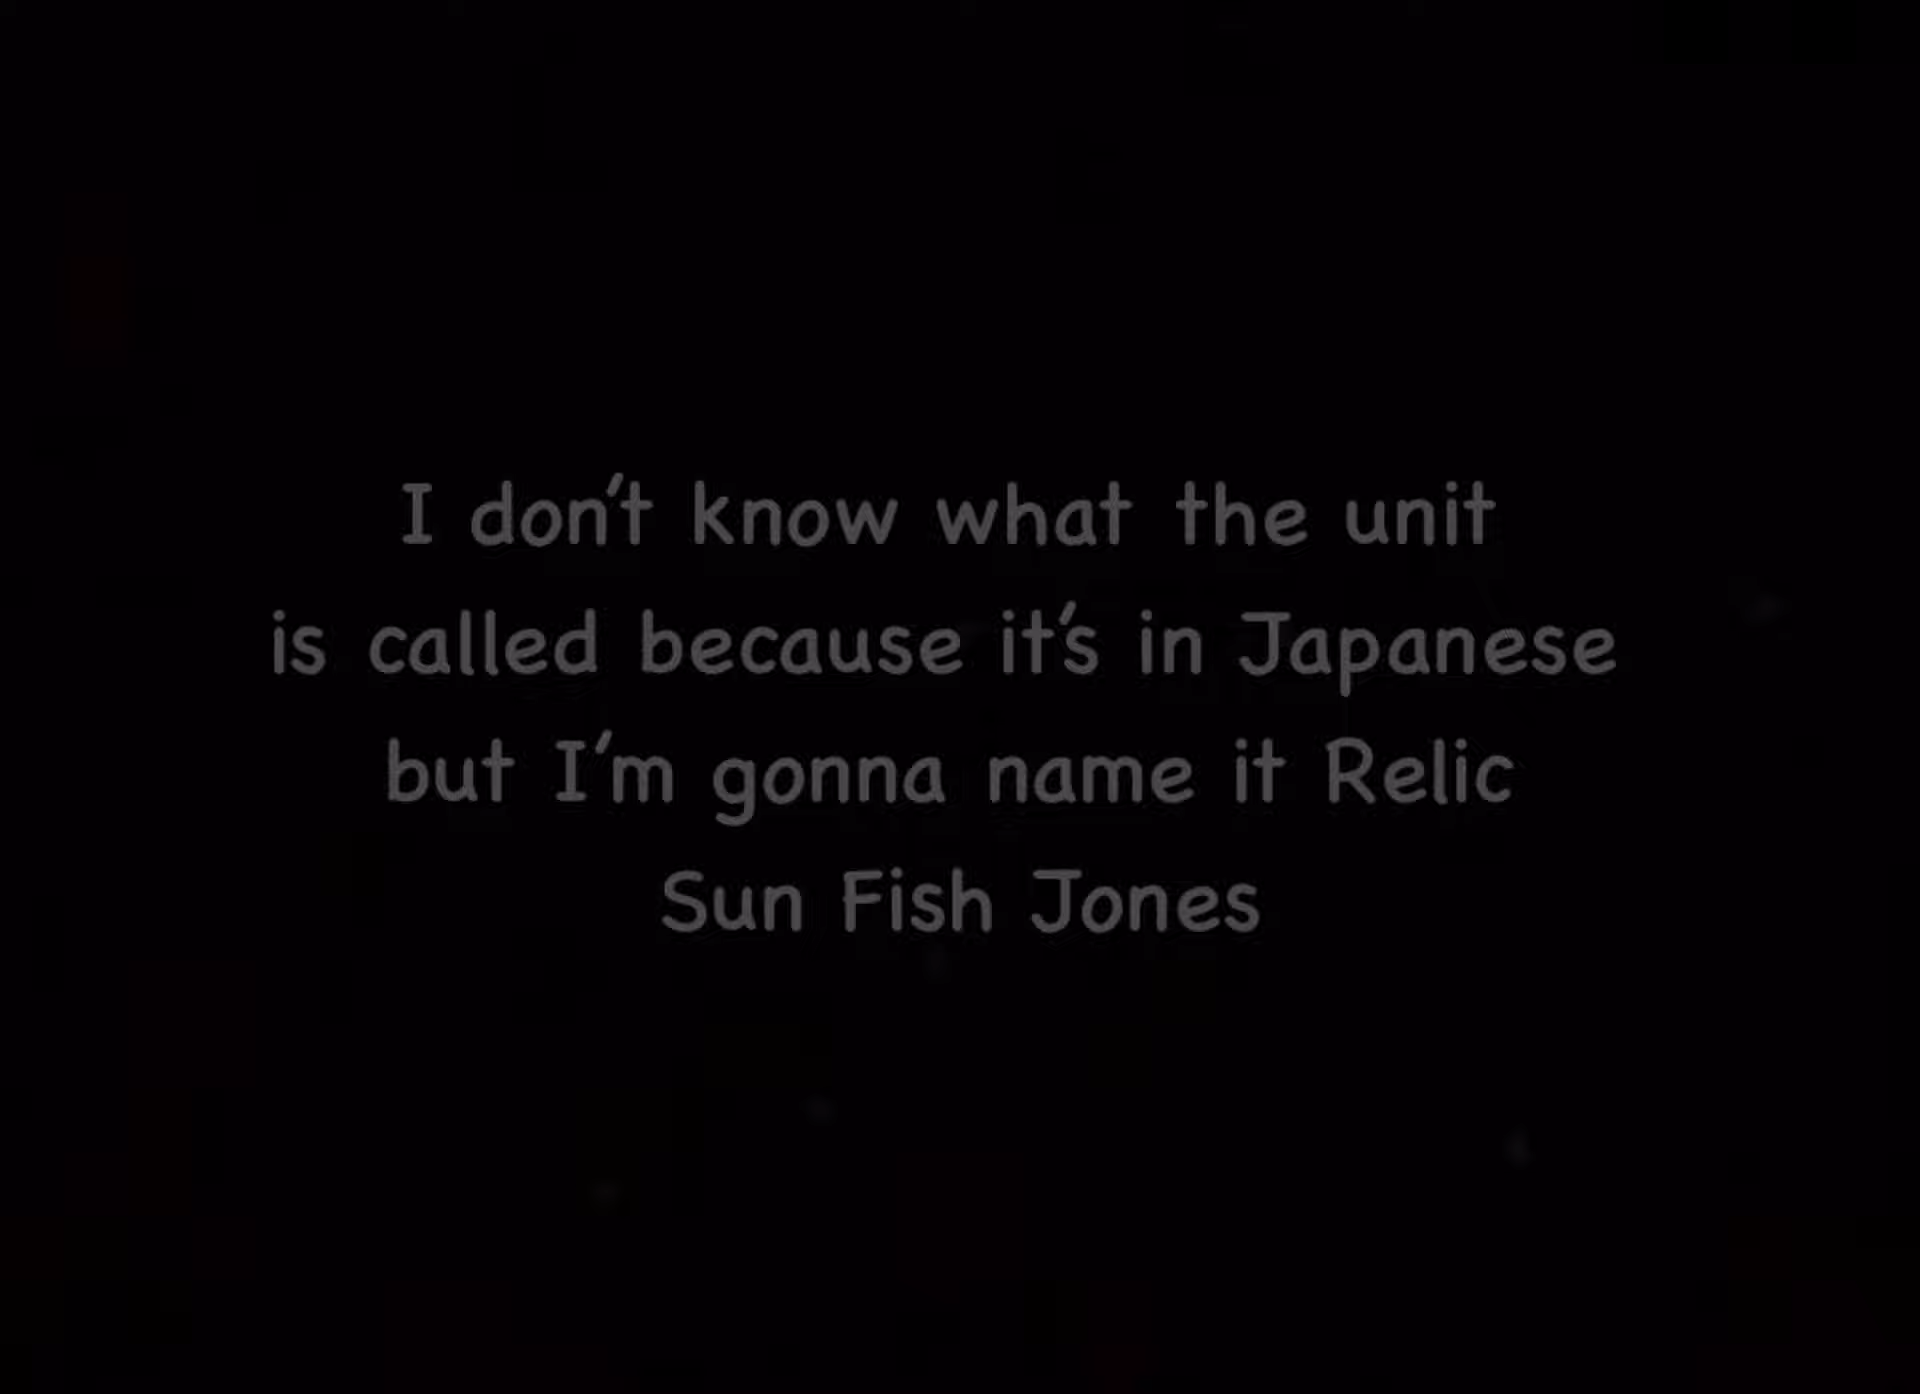 I don't know what the unit
is called because it's in Japanese
but I'm gonna name it Relic
Sun Fish Jones